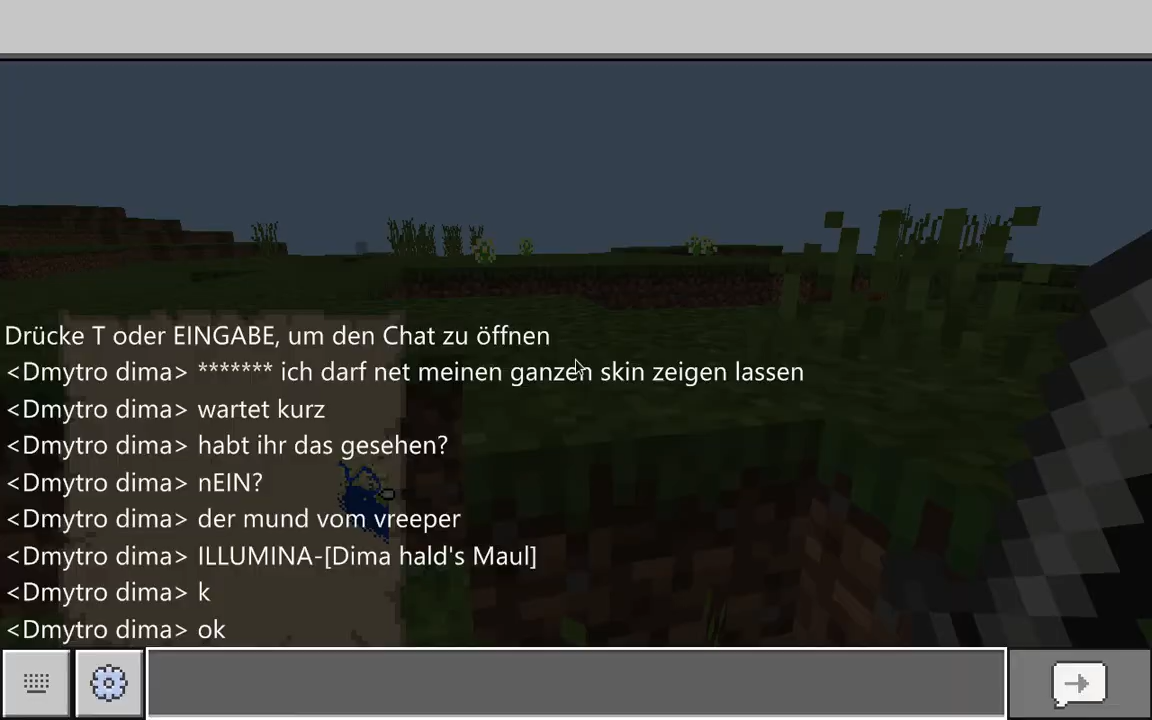 Drücke T oder EINGABE, um den Chat zu öffnen
<Dmytro dima> ******* ich darf net meinen ganzen skin zeigen lassen
<Dmytro dima> wartet kurz
<Dmytro dima> habt ihr das gesehen?
<Dmytro dima> nEIN?
<Dmytro dima> der mund vom vreeper
<Dmytro dima> ILLUMINA-[Dima hald's Maul]
<Dmytro dima> k
<Dmytro dima> ok